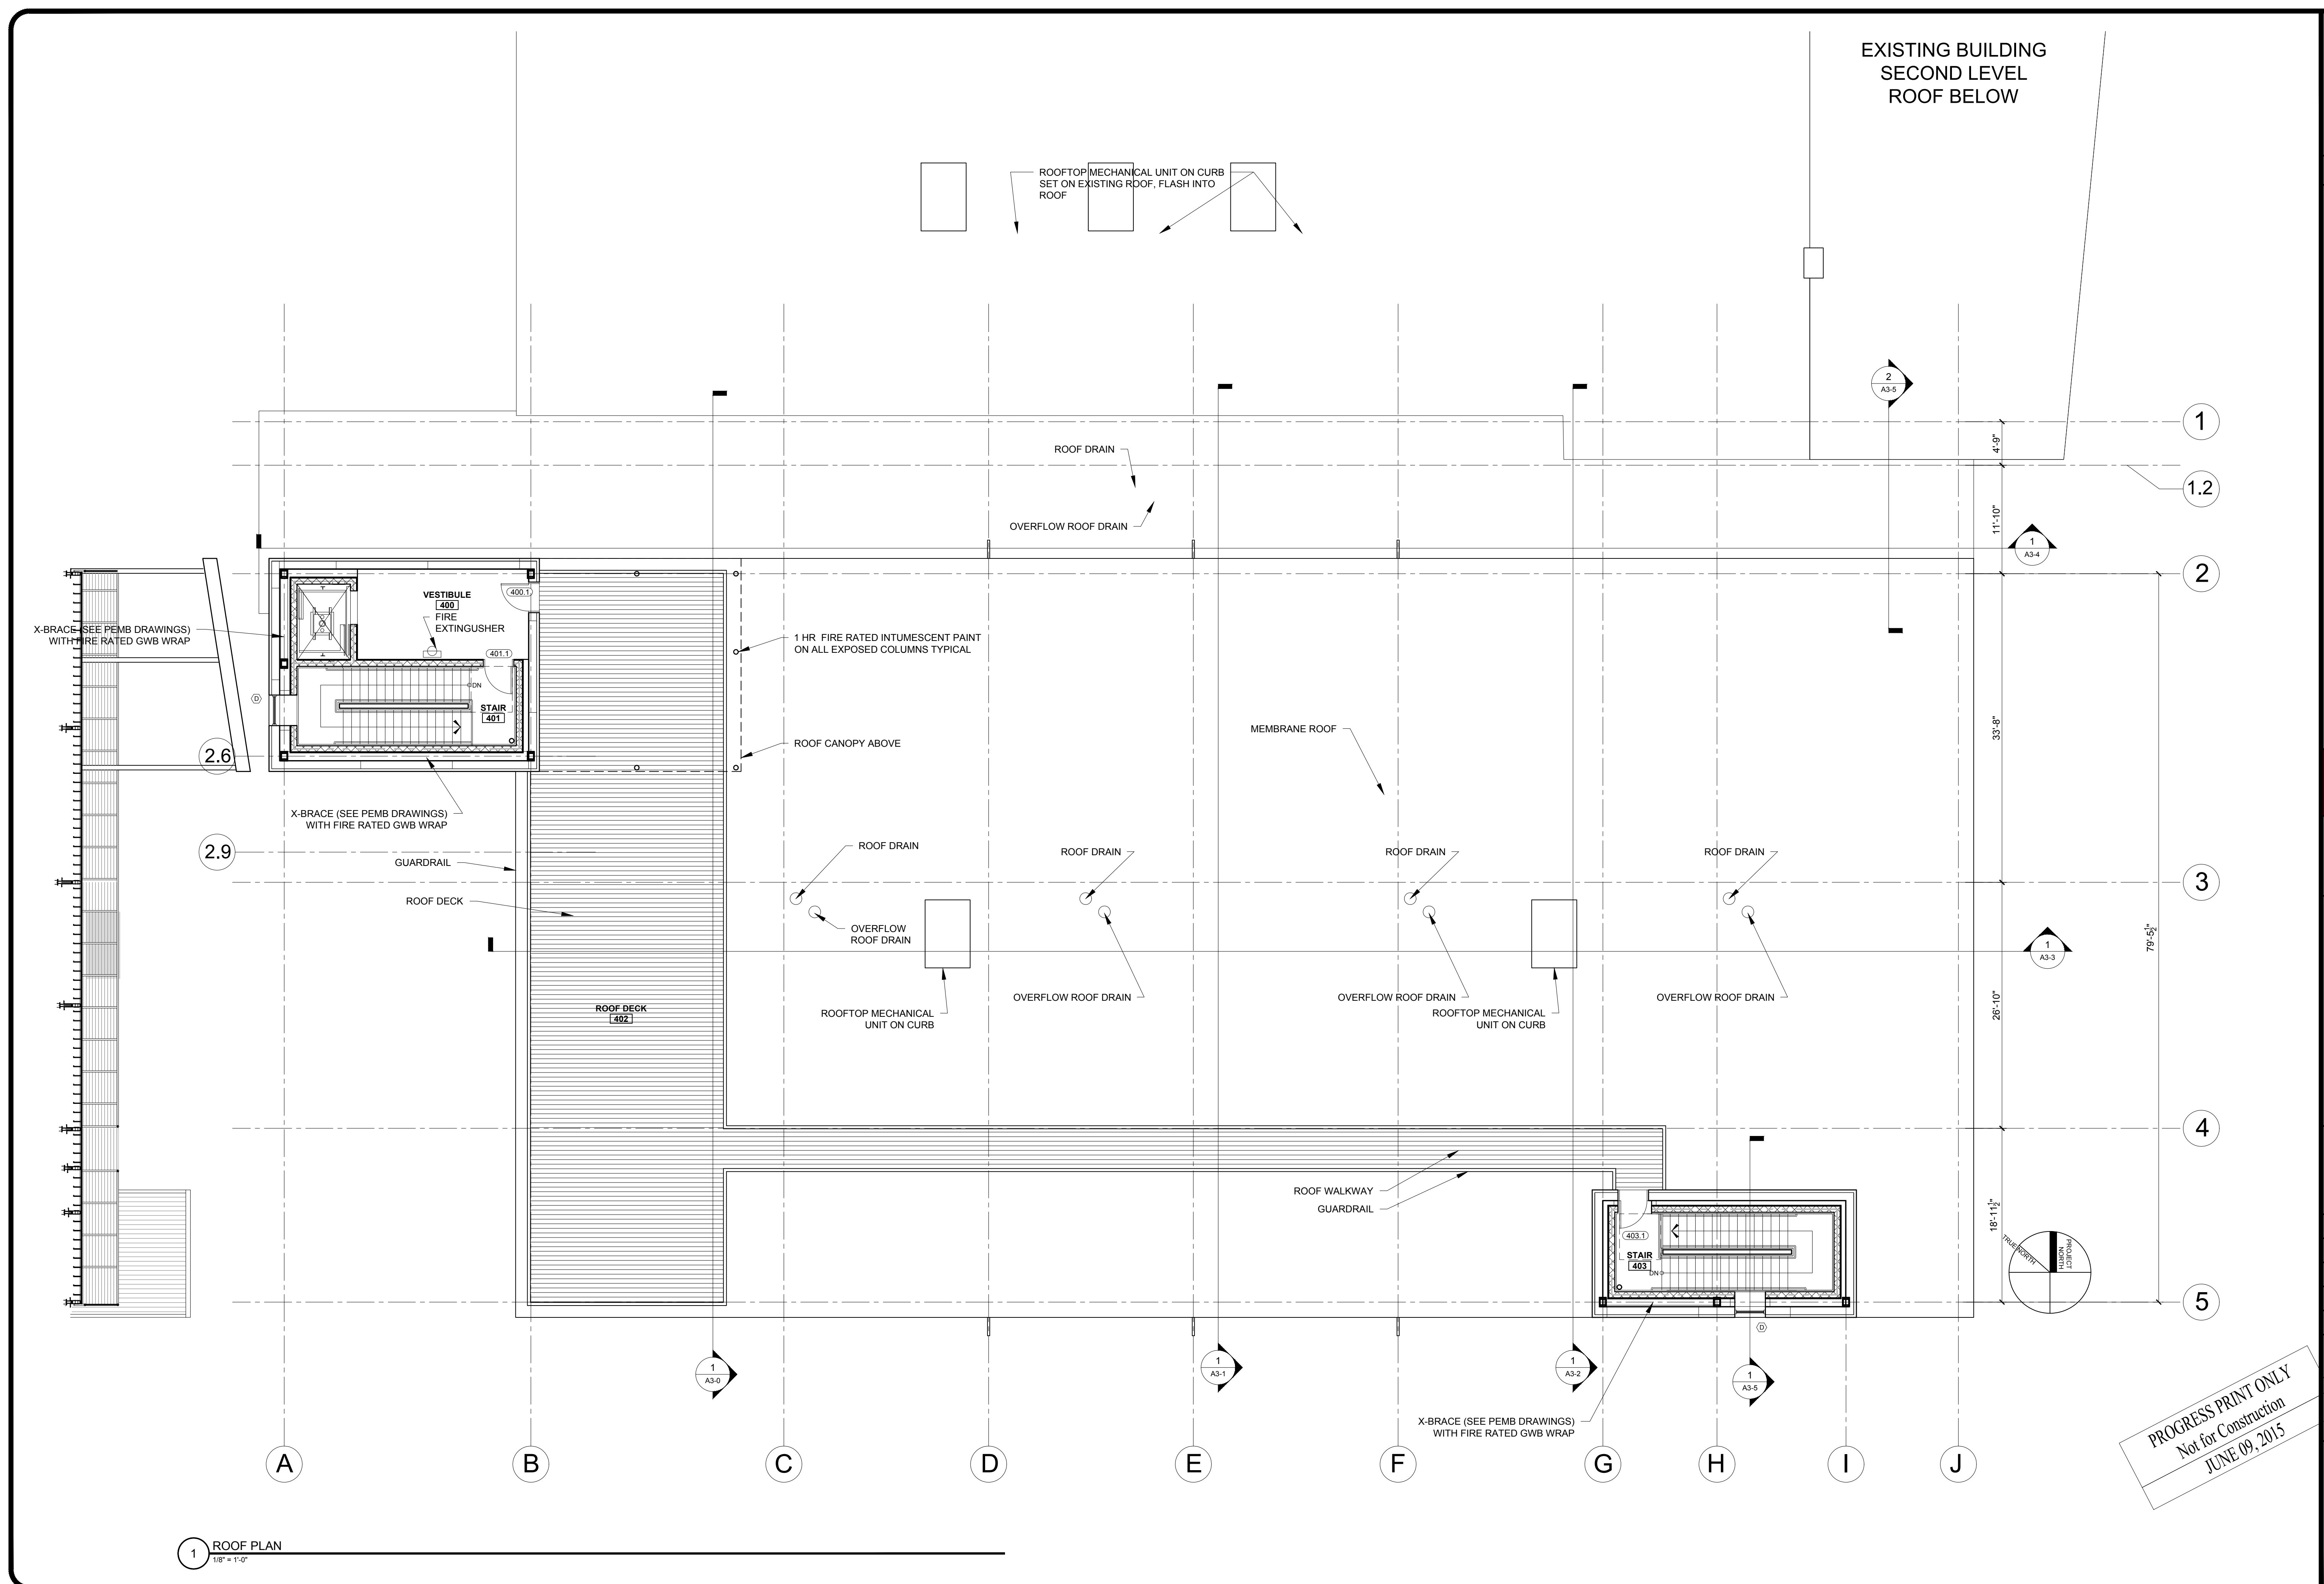 EXISTING BUILDING
SECOND LEVEL
ROOF BELOW
ROOFTOP MECHANICAL UNIT ON CURB
SET ON EXISTING ROOF, FLASH INTO
ROOF
2
A3-5
1
4'-9"
ROOF DRAIN
1.2
11'-10"
OVERFLOW ROOF DRAIN
1
A3-4
2
VESTIBULE
400
400.1
FIRE
EXTINGUSHER
X-BRACE (SEE PEMB DRAWINGS)
WITH FIRE RATED GWB WRAP
1 HR FIRE RATED INTUMESCENT PAINT
ON ALL EXPOSED COLUMNS TYPICAL
401.1
DN
D
STAIR
401
MEMBRANE ROOF
33'-8"
ROOF CANOPY ABOVE
2.6
X-BRACE (SEE PEMB DRAWINGS)
WITH FIRE RATED GWB WRAP
2.9
GUARDRAIL
ROOF DRAIN
ROOF DRAIN
ROOF DRAIN
ROOF DRAIN
3
ROOF DECK
OVERFLOW
ROOF DRAIN
79'-5½"
1
A3-3
OVERFLOW ROOF DRAIN
OVERFLOW ROOF DRAIN
OVERFLOW ROOF DRAIN
26'-10"
ROOF DECK
402
ROOFTOP MECHANICAL
UNIT ON CURB
ROOFTOP MECHANICAL
UNIT ON CURB
4
ROOF WALKWAY
GUARDRAIL
18'-11½"
403.1
STAIR
403
DN
TRUE NORTH
PROJECT
NORTH
5
D
1
A3-0
1
A3-1
1
A3-2
1
A3-5
X-BRACE (SEE PEMB DRAWINGS)
WITH FIRE RATED GWB WRAP
PROGRESS PRINT ONLY
Not for Construction
JUNE 09, 2015
A
B
C
D
E
F
G
H
I
J
1
ROOF PLAN
1/8" = 1'-0"